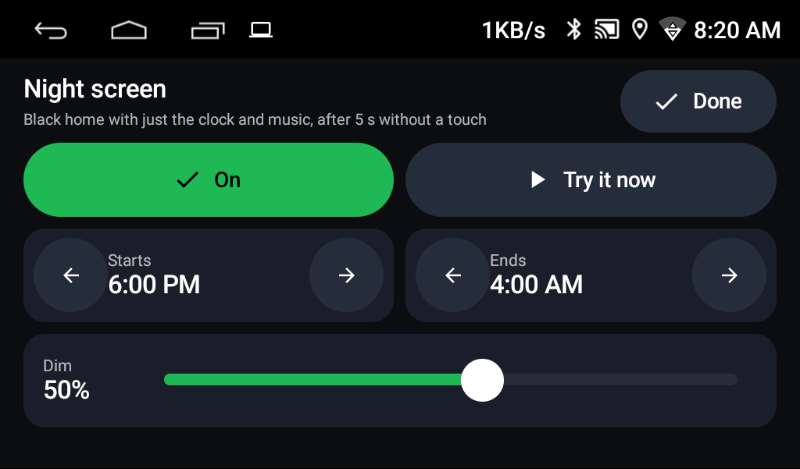 1KB/s 8:20 AM
Night screen
Black home with just the clock and music, after 5 s without a touch
Done
On
Try it now
Starts
6:00 PM
Ends
4:00 AM
Dim
50%